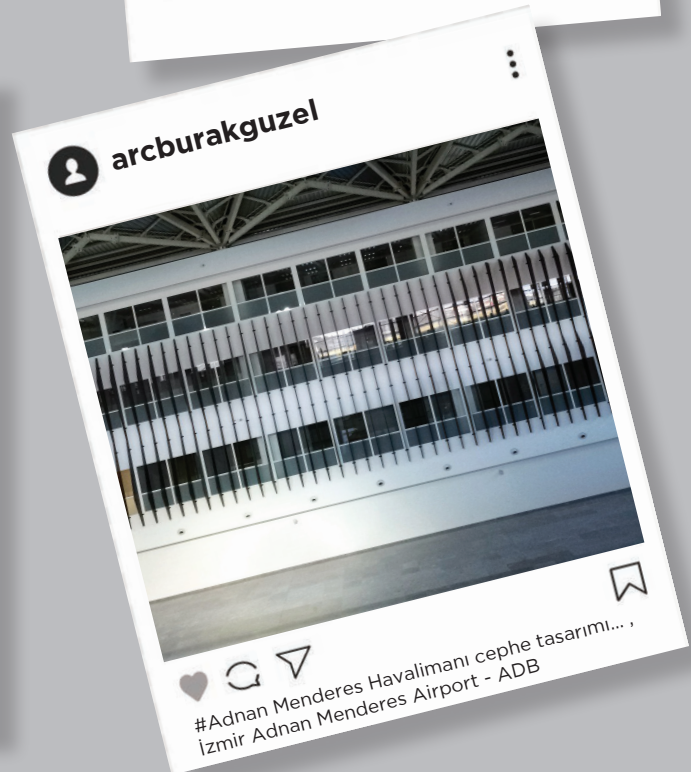 arcburakguzel
#Adnan Menderes Havalimanı cephe tasarımı... ,
İzmir Adnan Menderes Airport - ADB